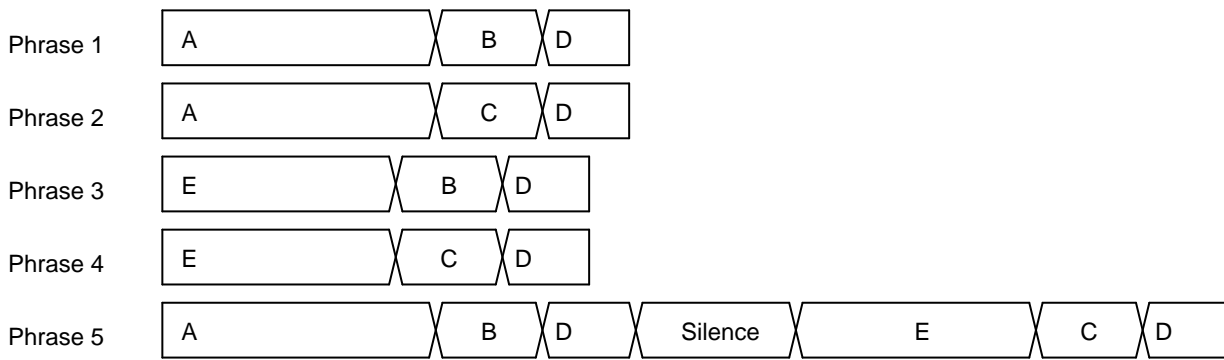 Phrase 1 A B D
Phrase 2 A C D
Phrase 3 E B D
Phrase 4 E C D
Phrase 5 A B D Silence E C D